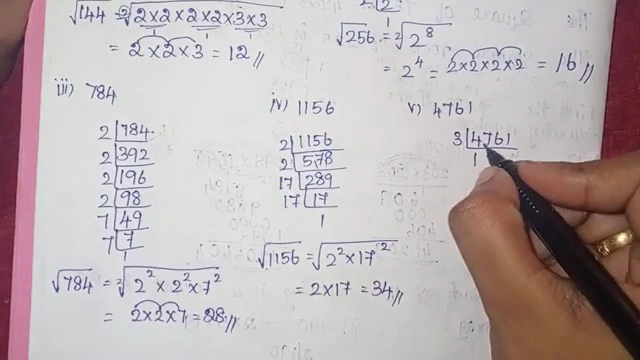 √144 = ²√2×2×2×2×3×3
= 2×2×3 = 12 //
√256 = ²√2⁸
= 2⁴ = 2×2×2×2 = 16 //
iii) 784
2 | 784
2 | 392
2 | 196
2 | 98
7 | 49
7 | 7
1
√784 = ²√2² × 2² × 7²
= 2×2×7 = 28 //
iv) 1156
2 | 1156
2 | 578
17 | 289
17 | 17
1
√1156 = √2² × 17²
= 2×17 = 34 //
v) 4761
3 | 4761
1